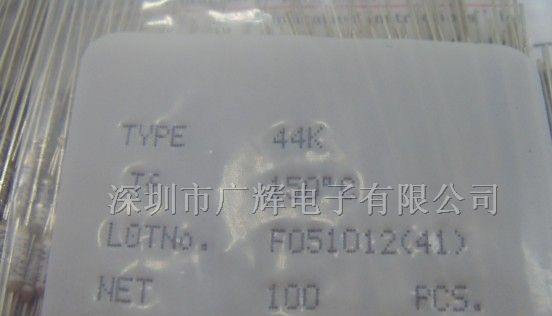 TYPE 44K
深圳市广辉电子有限公司
LOTNo. F051012(41)
NET 100 PCS.